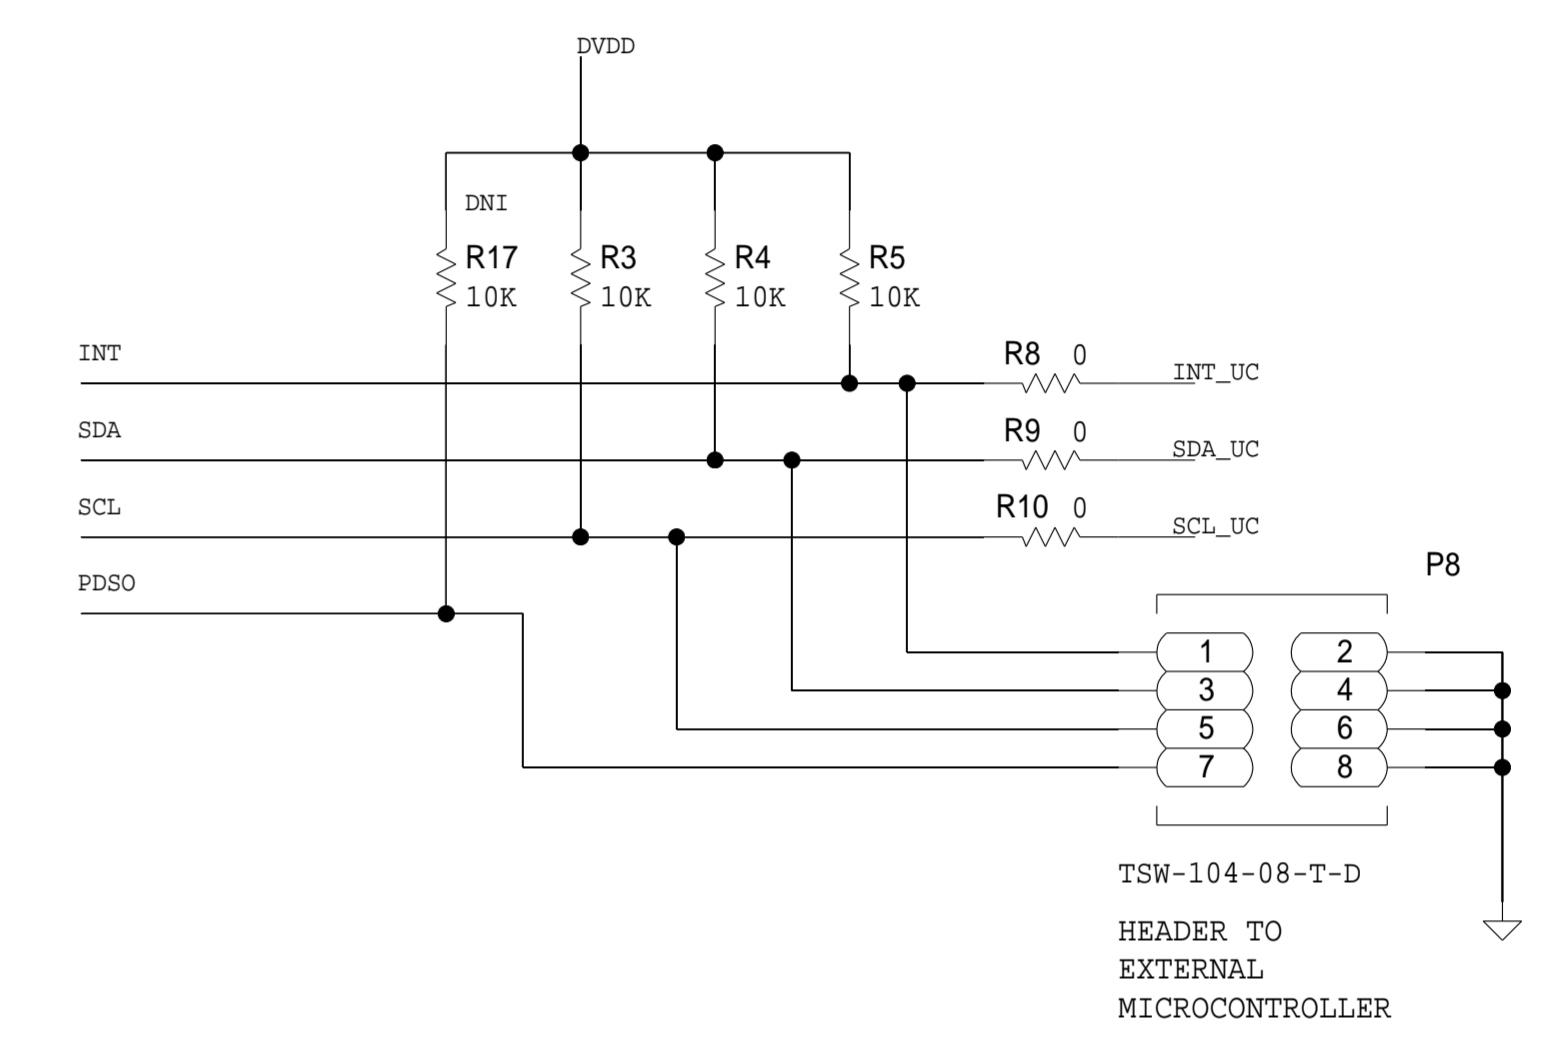 DVDD
DNI
R17
10K
R3
10K
R4
10K
R5
10K
INT
R8 0
INT_UC
SDA
R9 0
SDA_UC
SCL
R10 0
SCL_UC
PDSO
P8
1 2
3 4
5 6
7 8
TSW-104-08-T-D
HEADER TO
EXTERNAL
MICROCONTROLLER